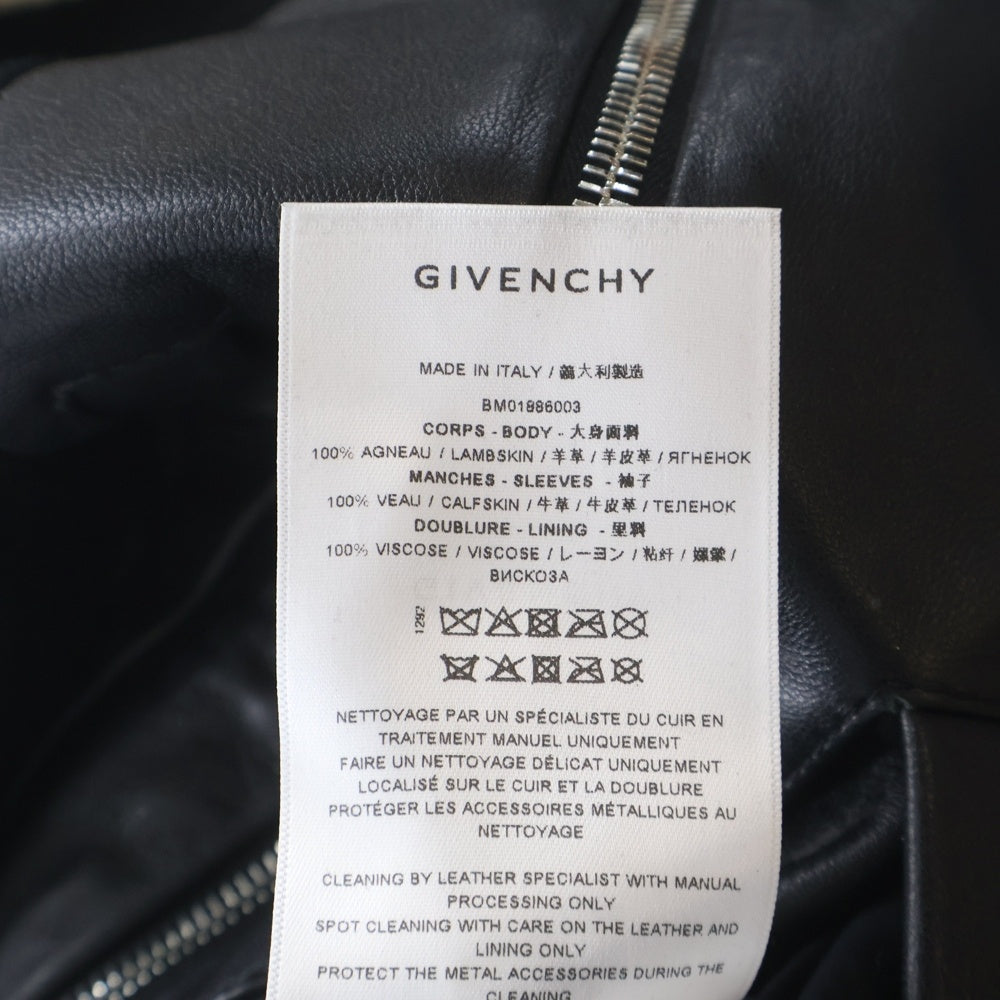 GIVENCHY
MADE IN ITALY / 義大利製造
BM01986003
CORPS - BODY - 大身面料
100% AGNEAU / LAMBSKIN / 羊革 / 羊皮革 / ЯГНЕНОК
MANCHES - SLEEVES - 袖子
100% VEAU / CALFSKIN / 牛革 / 牛皮革 / ТЕЛЕНОК
DOUBLURE - LINING - 里料
100% VISCOSE / VISCOSE / レーヨン / 粘纤 / 嫘縈 /
ВИСКОЗА
1292
NETTOYAGE PAR UN SPÉCIALISTE DU CUIR EN
TRAITEMENT MANUEL UNIQUEMENT
FAIRE UN NETTOYAGE DÉLICAT UNIQUEMENT
LOCALISÉ SUR LE CUIR ET LA DOUBLURE
PROTÉGER LES ACCESSOIRES MÉTALLIQUES AU
NETTOYAGE
CLEANING BY LEATHER SPECIALIST WITH MANUAL
PROCESSING ONLY
SPOT CLEANING WITH CARE ON THE LEATHER AND
LINING ONLY
PROTECT THE METAL ACCESSORIES DURING THE
CLEANING